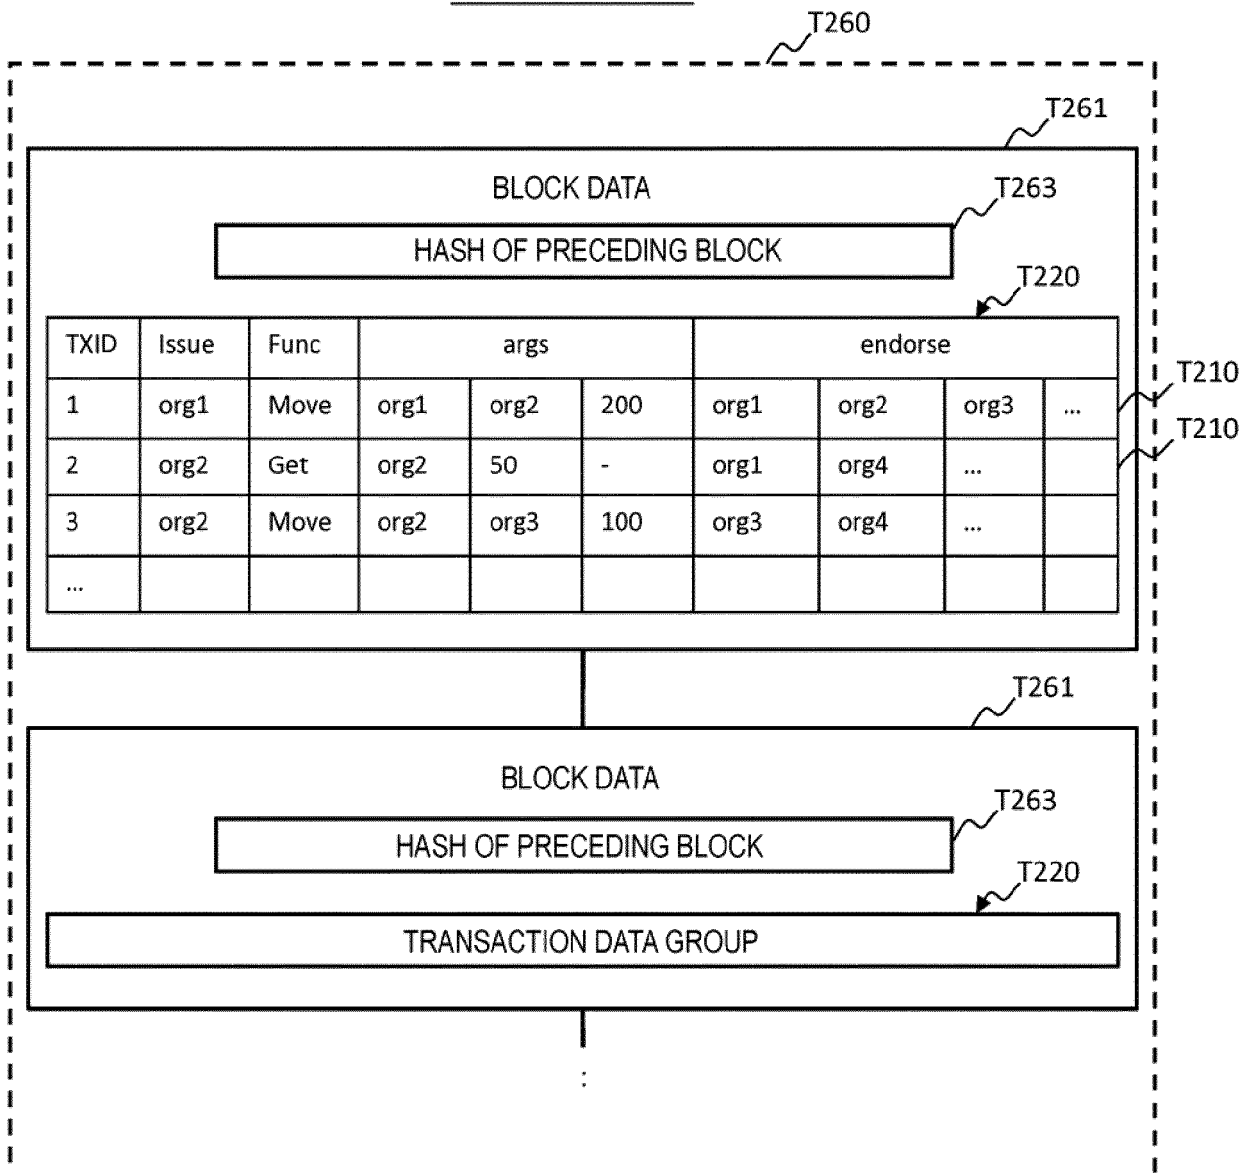 T260
T261
BLOCK DATA
T263
HASH OF PRECEDING BLOCK
T220
TXID Issue Func args endorse
T210
1 org1 Move org1 org2 200 org1 org2 org3 ...
T210
2 org2 Get org2 50 - org1 org4 ...
3 org2 Move org2 org3 100 org3 org4 ...
...
T261
BLOCK DATA
T263
HASH OF PRECEDING BLOCK
T220
TRANSACTION DATA GROUP
: